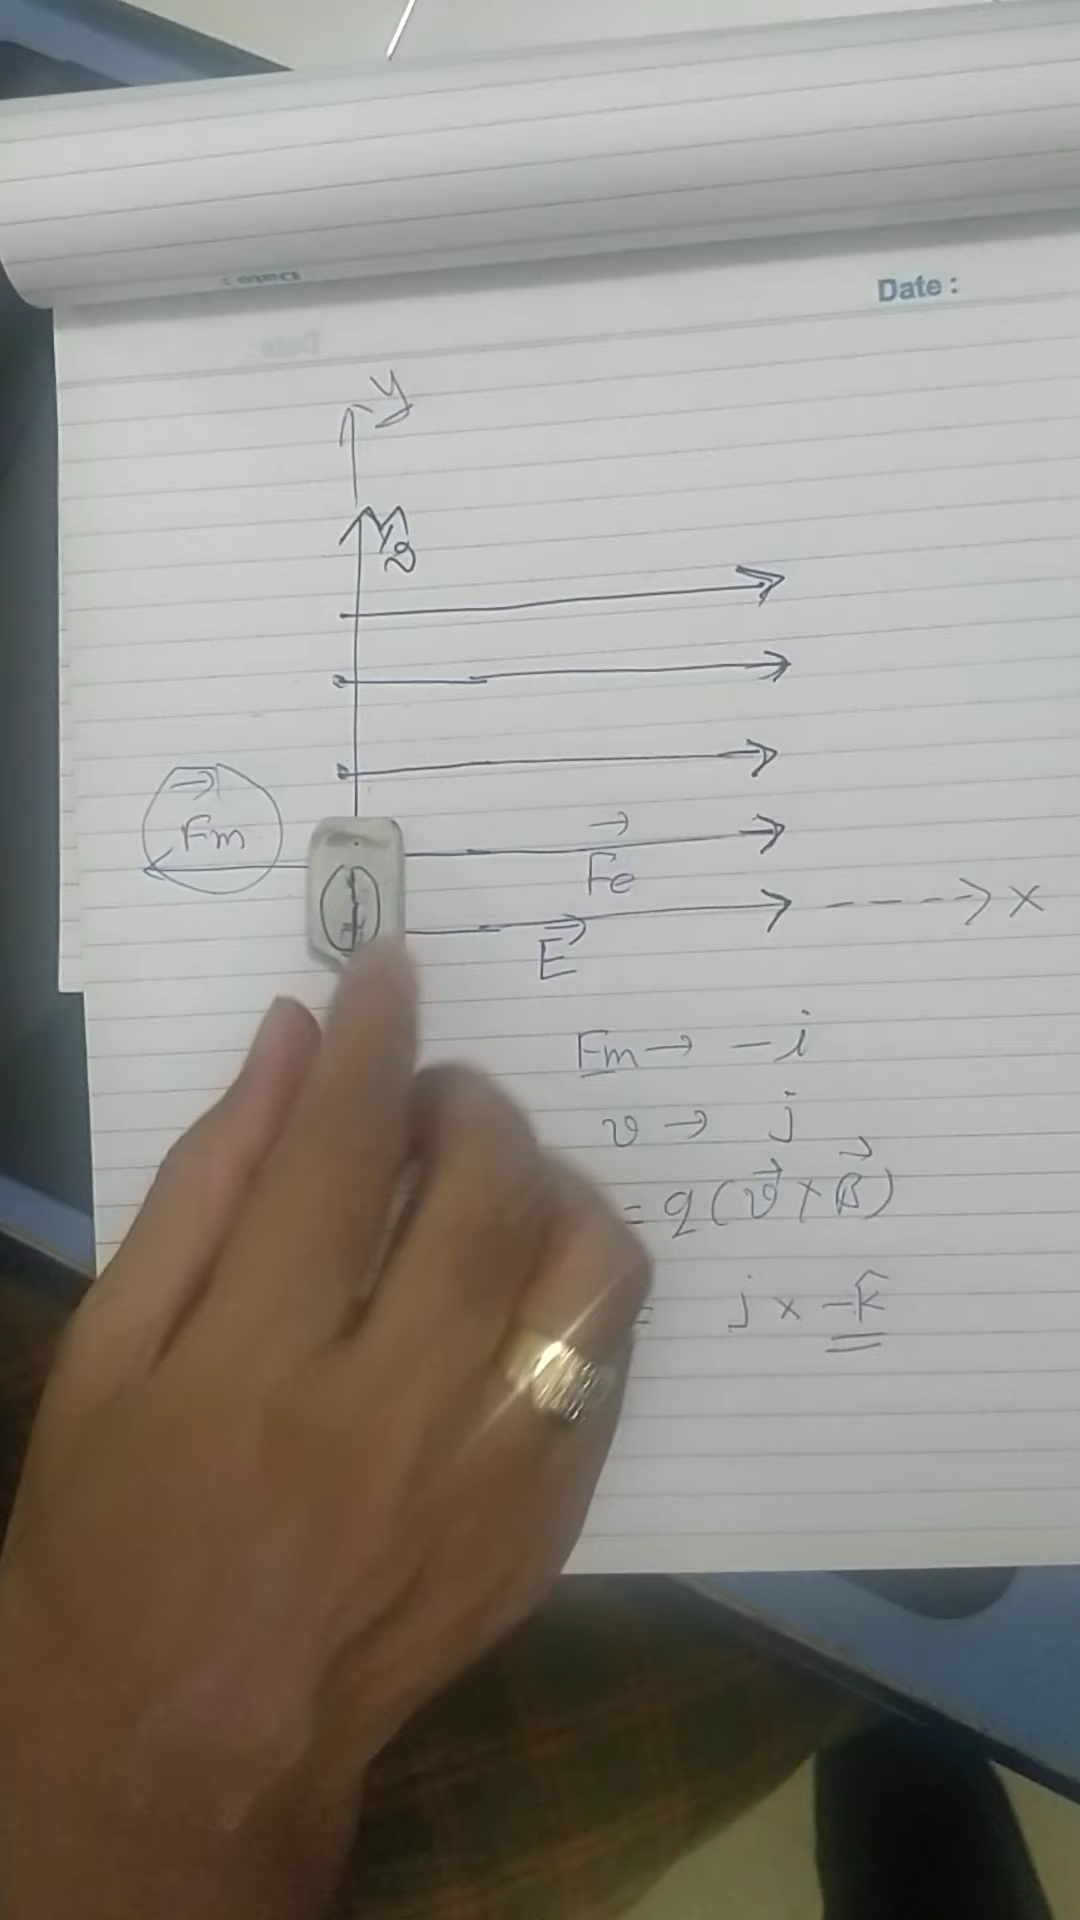 Date :
y
v
Fm
Fe
E
x
Fm → -i
v → j
= q(v⃗ × B⃗)
= j × -k̂